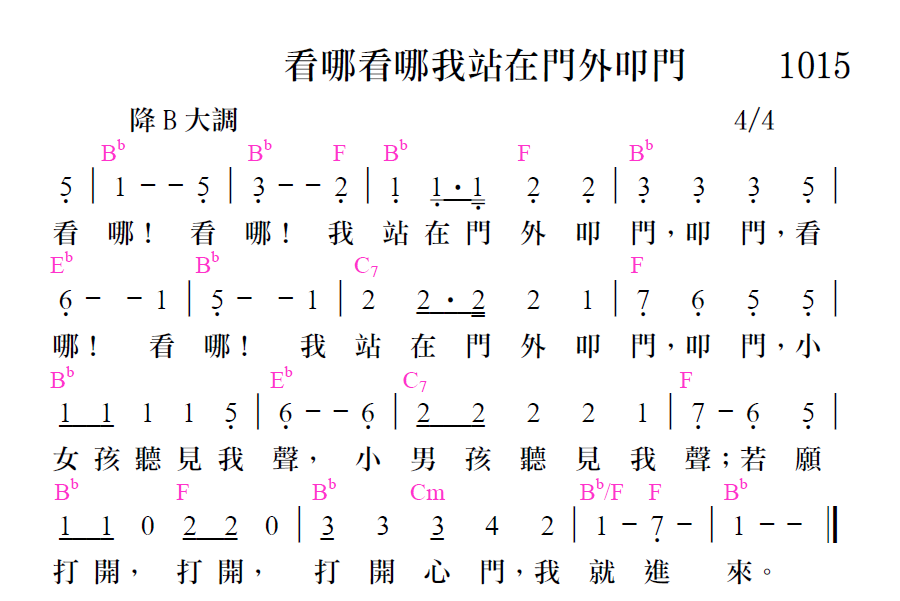 看哪看哪我站在門外叩門 1015
降 B 大調 4/4
B♭ B♭ F B♭ F B♭
5̣ | 1 - - 5̣ | 3̣ - - 2̣ | 1̣ 1̣ · 1̣ 2̣ 2̣ | 3̣ 3̣ 3̣ 5̣ |
看 哪！ 看 哪！ 我 站 在 門 外 叩 門，叩 門，看
E♭ B♭ C7 F
6̣ - - 1 | 5̣ - - 1 | 2 2 · 2 2 1 | 7̣ 6̣ 5̣ 5̣ |
哪！ 看 哪！ 我 站 在 門 外 叩 門，叩 門，小
B♭ E♭ C7 F
1 1 1 1 5̣ | 6̣ - - 6̣ | 2 2 2 2 1 | 7̣ - 6̣ 5̣ |
女 孩 聽 見 我 聲， 小 男 孩 聽 見 我 聲；若 願
B♭ F B♭ Cm B♭/F F B♭
1 1 0 2 2 0 | 3 3 3 4 2 | 1 - 7̣ - | 1 - - ‖
打 開， 打 開， 打 開 心 門，我 就 進 來。